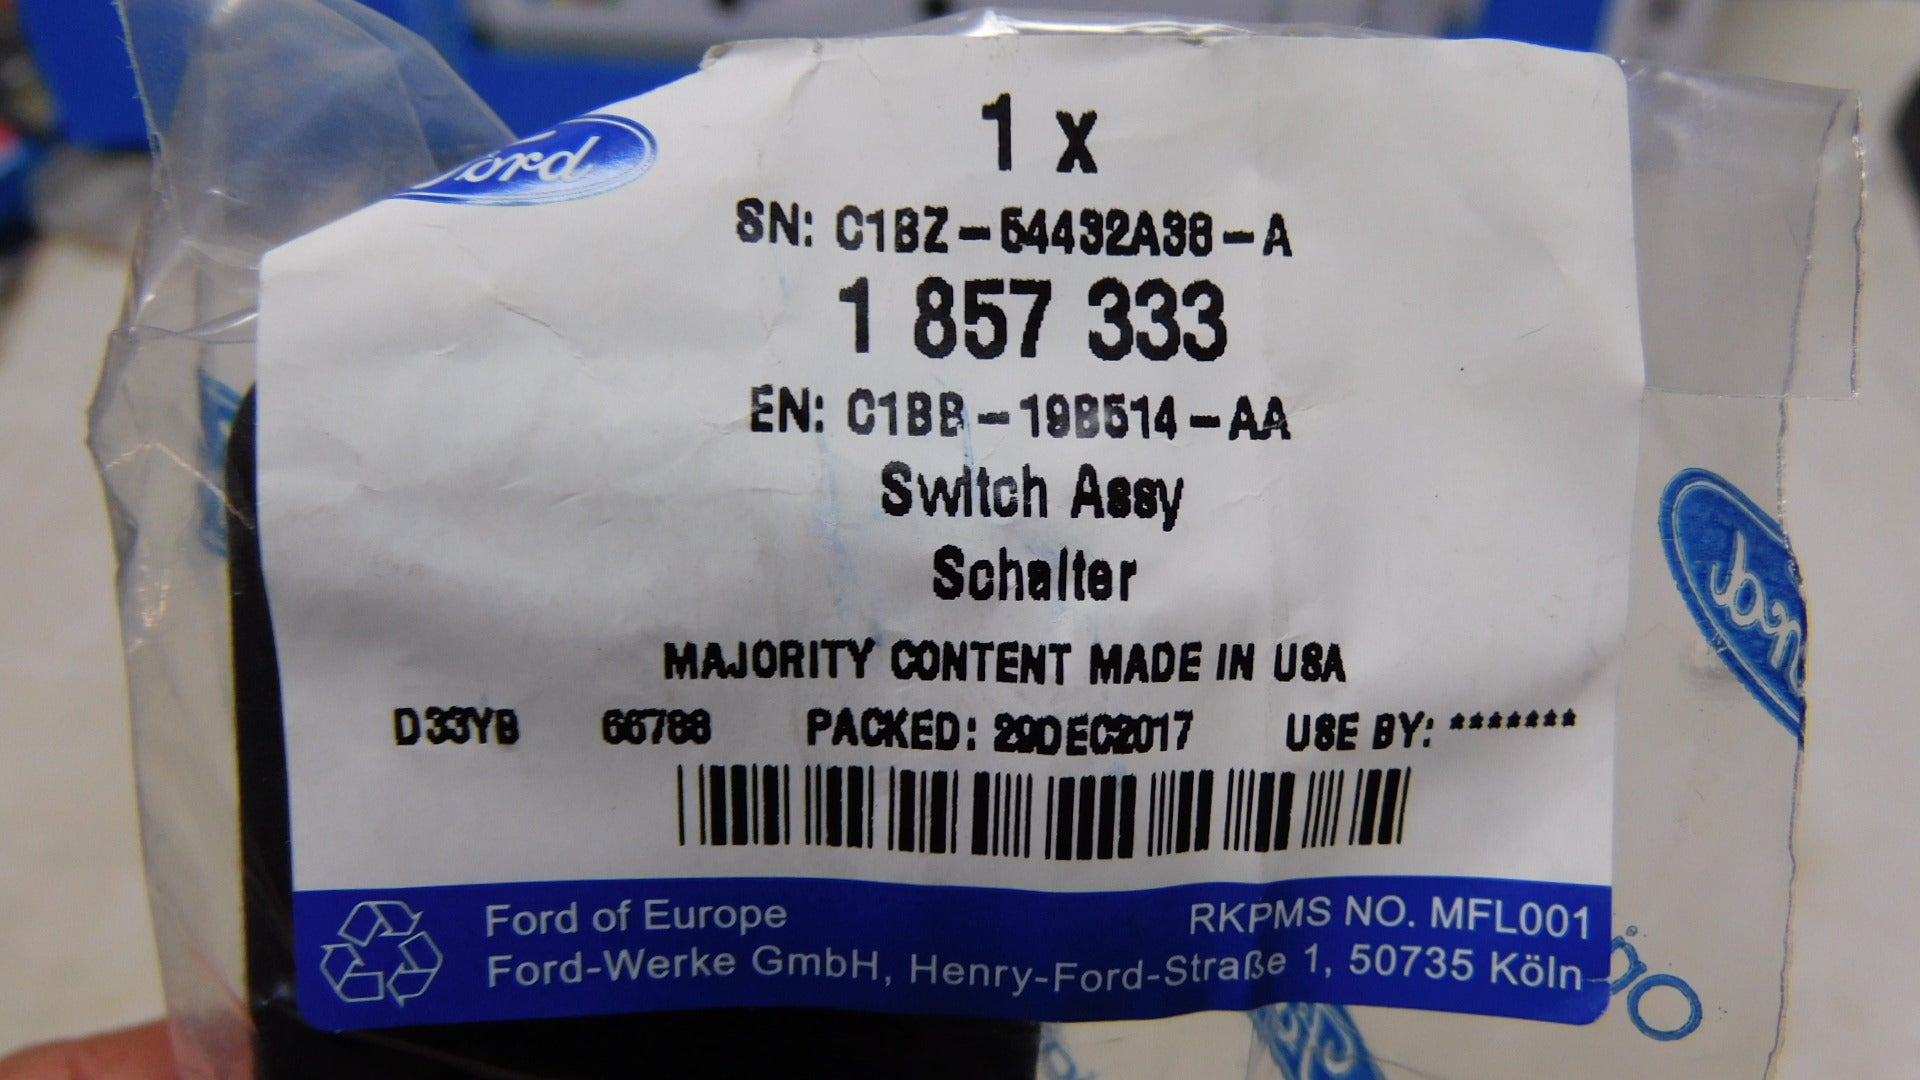 Ford
1 x
SN: C1BZ-54432A38-A
1 857 333
EN: C1BB-19B514-AA
Switch Assy
Schalter
MAJORITY CONTENT MADE IN USA
D33YB 66788 PACKED: 29DEC2017 USE BY: *******
Ford of Europe RKPMS NO. MFL001
Ford-Werke GmbH, Henry-Ford-Straße 1, 50735 Köln